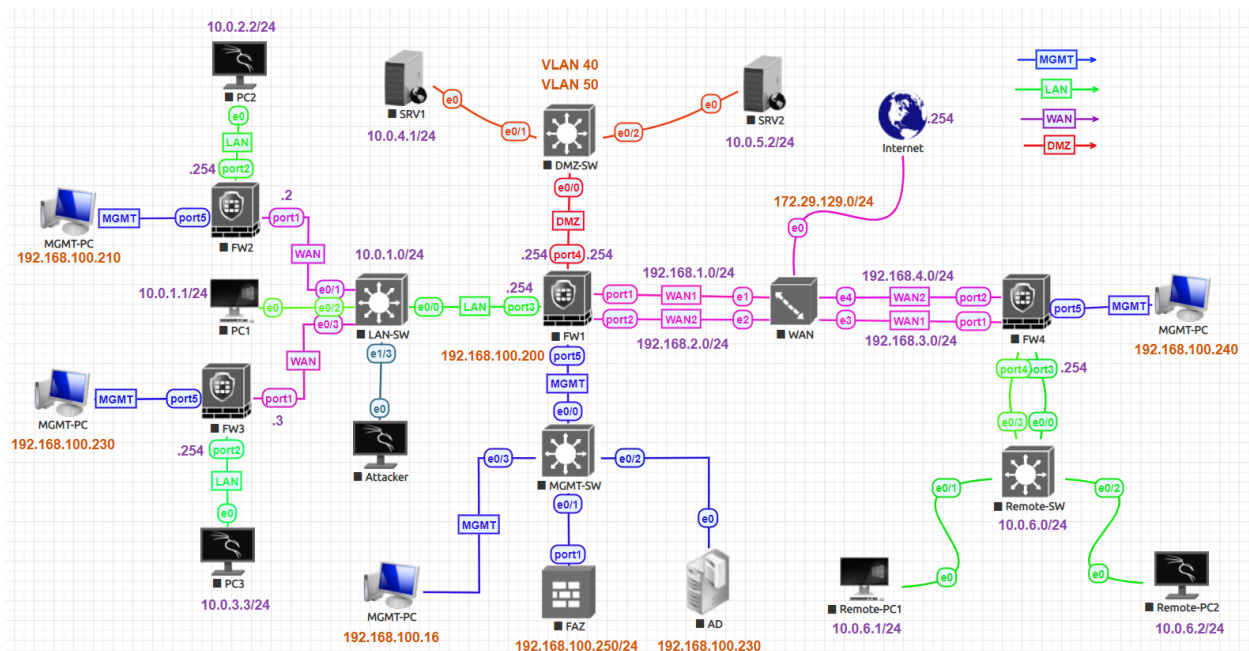 10.0.2.2/24
PC2
e0
LAN
port2
.254
MGMT
port5
.2
port1
FW2
MGMT-PC
192.168.100.210
WAN
SRV1
e0
10.0.4.1/24
e0/1
VLAN 40
VLAN 50
e0/2
DMZ-SW
e0
SRV2
10.0.5.2/24
e0/0
DMZ
.254
port4
.254
Internet
.254
172.29.129.0/24
e0
MGMT
LAN
WAN
DMZ
10.0.1.0/24
10.0.1.1/24
PC1
e0
e0/1
e0/2
e0/3
LAN-SW
e0/0
LAN
.254
port3
FW1
192.168.100.200
192.168.1.0/24
port1
WAN1
e1
port2
WAN2
e2
192.168.2.0/24
WAN
192.168.4.0/24
e4
WAN2
port2
e3
WAN1
port1
192.168.3.0/24
FW4
port5
MGMT
MGMT-PC
192.168.100.240
WAN
MGMT
port5
port1
.3
FW3
MGMT-PC
192.168.100.230
.254
port2
LAN
e0
PC3
10.0.3.3/24
e1/3
e0
Attacker
port5
MGMT
e0/0
e0/3
e0/2
MGMT-SW
e0/1
MGMT
e0
port1
MGMT-PC
192.168.100.16
FAZ
192.168.100.250/24
AD
192.168.100.230
port4
port3
.254
e0/3
e0/0
e0/1
e0/2
Remote-SW
10.0.6.0/24
e0
e0
Remote-PC1
10.0.6.1/24
Remote-PC2
10.0.6.2/24